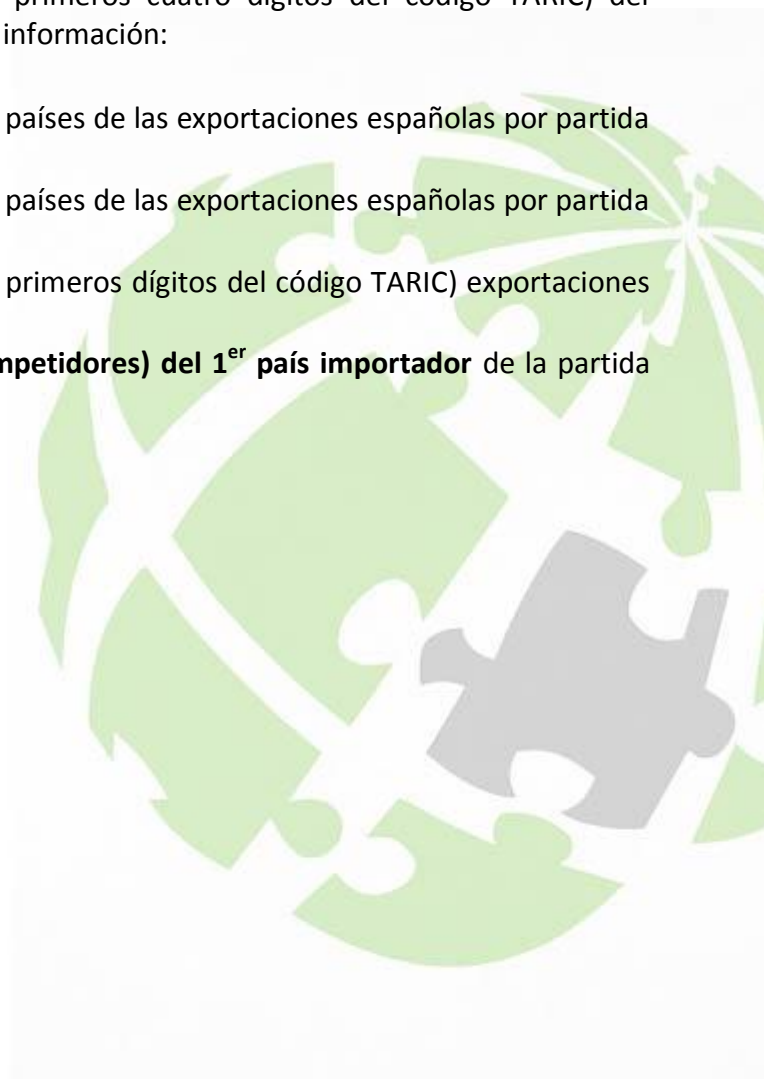 primeros cuatro dígitos del código TARIC) del
información:
países de las exportaciones españolas por partida
países de las exportaciones españolas por partida
primeros dígitos del código TARIC) exportaciones
mpetidores) del 1er país importador de la partida